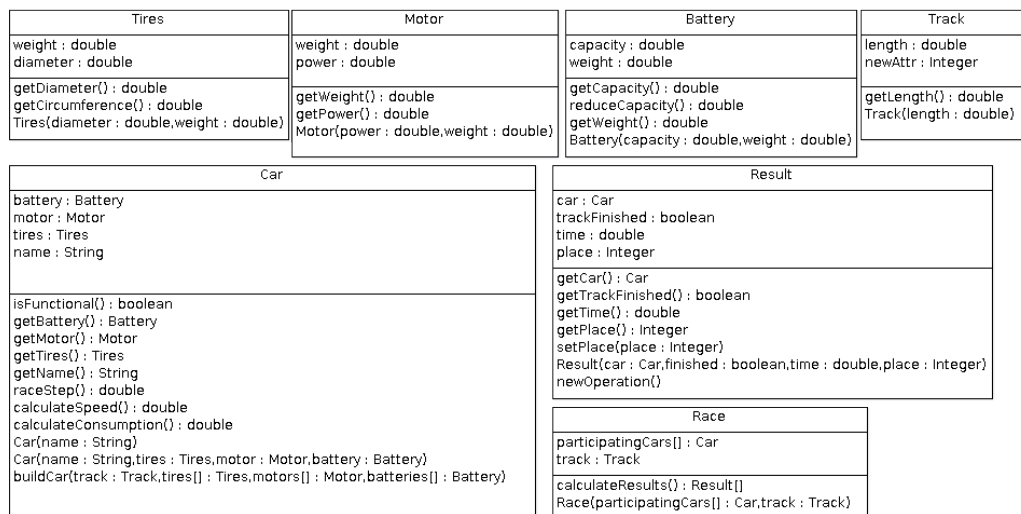 Tires
weight : double
diameter : double
getDiameter() : double
getCircumference() : double
Tires(diameter : double,weight : double)
Motor
weight : double
power : double
getWeight() : double
getPower() : double
Motor(power : double,weight : double)
Battery
capacity : double
weight : double
getCapacity() : double
reduceCapacity() : double
getWeight() : double
Battery(capacity : double,weight : double)
Track
length : double
newAttr : Integer
getLength() : double
Track(length : double)
Car
battery : Battery
motor : Motor
tires : Tires
name : String
isFunctional() : boolean
getBattery() : Battery
getMotor() : Motor
getTires() : Tires
getName() : String
raceStep() : double
calculateSpeed() : double
calculateConsumption() : double
Car(name : String)
Car(name : String,tires : Tires,motor : Motor,battery : Battery)
buildCar(track : Track,tires[] : Tires,motors[] : Motor,batteries[] : Battery)
Result
car : Car
trackFinished : boolean
time : double
place : Integer
getCar() : Car
getTrackFinished() : boolean
getTime() : double
getPlace() : Integer
setPlace(place : Integer)
Result(car : Car,finished : boolean,time : double,place : Integer)
newOperation()
Race
participatingCars[] : Car
track : Track
calculateResults() : Result[]
Race(participatingCars[] : Car,track : Track)